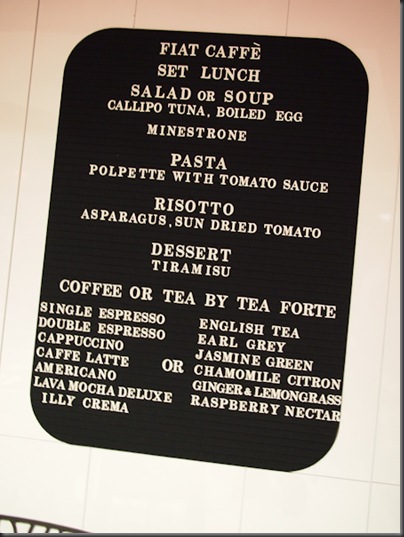 FIAT CAFFÈ
SET LUNCH
SALAD OR SOUP
CALLIPO TUNA, BOILED EGG
MINESTRONE
PASTA
POLPETTE WITH TOMATO SAUCE
RISOTTO
ASPARAGUS, SUN DRIED TOMATO
DESSERT
TIRAMISU
COFFEE OR TEA BY TEA FORTE
SINGLE ESPRESSO
DOUBLE ESPRESSO
CAPPUCCINO
CAFFE LATTE
AMERICANO
LAVA MOCHA DELUXE
ILLY CREMA
OR
ENGLISH TEA
EARL GREY
JASMINE GREEN
CHAMOMILE CITRON
GINGER & LEMONGRASS
RASPBERRY NECTAR